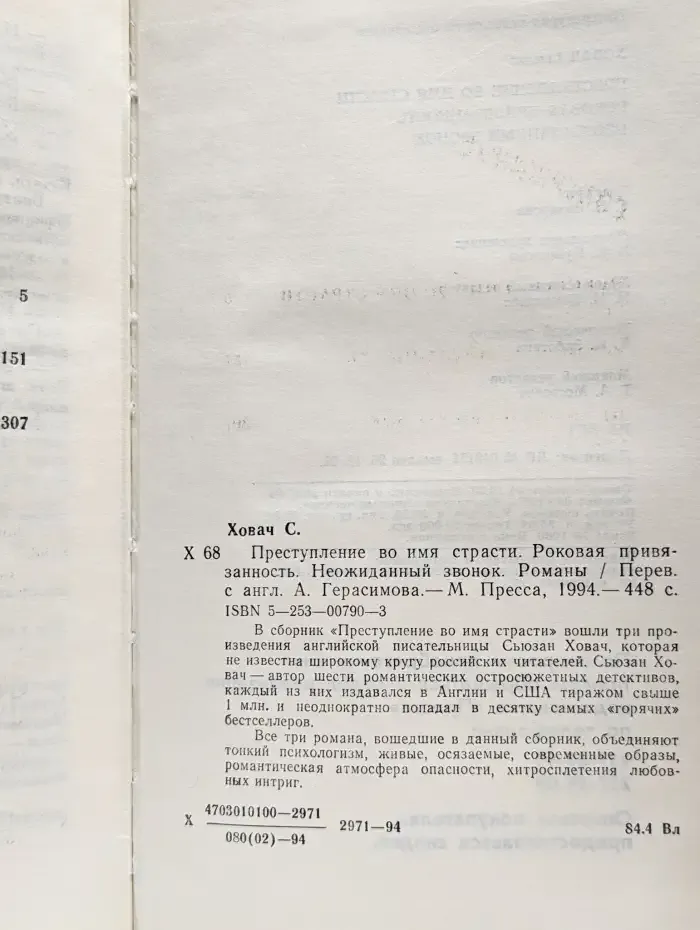 5
151
307
Ховач С.
Х 68 Преступление во имя страсти. Роковая привя-
занность. Неожиданный звонок. Романы / Перев.
с англ. А. Герасимова.— М. Пресса, 1994.— 448 с.
ISBN 5—253—00790—3
В сборник «Преступление во имя страсти» вошли три про-
изведения английской писательницы Сьюзан Ховач, которая
не известна широкому кругу российских читателей. Сьюзан Хо-
вач — автор шести романтических остросюжетных детективов,
каждый из них издавался в Англии и США тиражом свыше
1 млн. и неоднократно попадал в десятку самых «горячих»
бестселлеров.
Все три романа, вошедшие в данный сборник, объединяют
тонкий психологизм, живые, осязаемые, современные образы,
романтическая атмосфера опасности, хитросплетения любов-
ных интриг.
Х 4703010100—2971
080(02)—94
2971—94
84.4 Вл